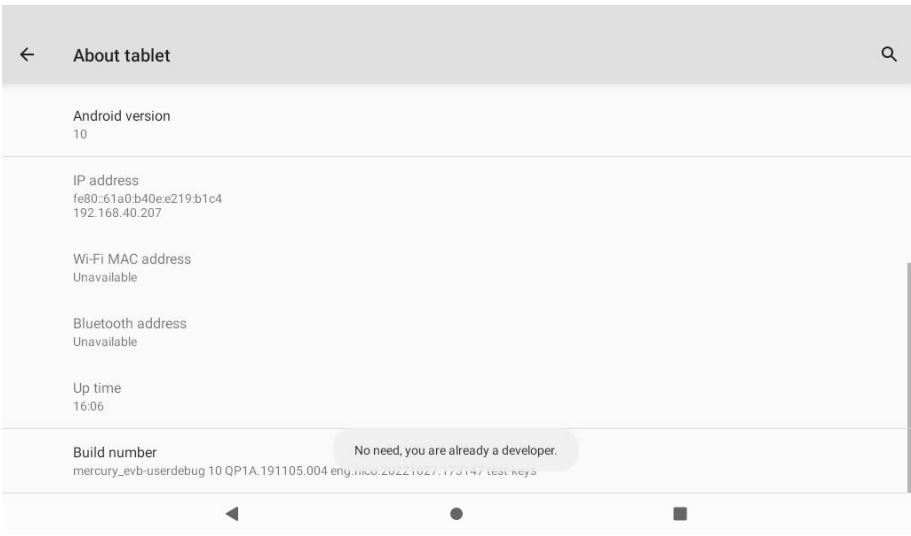 About tablet
Android version
10
IP address
fe80::61a0:b40e:e219:b1c4
192.168.40.207
Wi-Fi MAC address
Unavailable
Bluetooth address
Unavailable
Up time
16:06
Build number
No need, you are already a developer.
mercury_evb-userdebug 10 QP1A.191105.004 test-keys